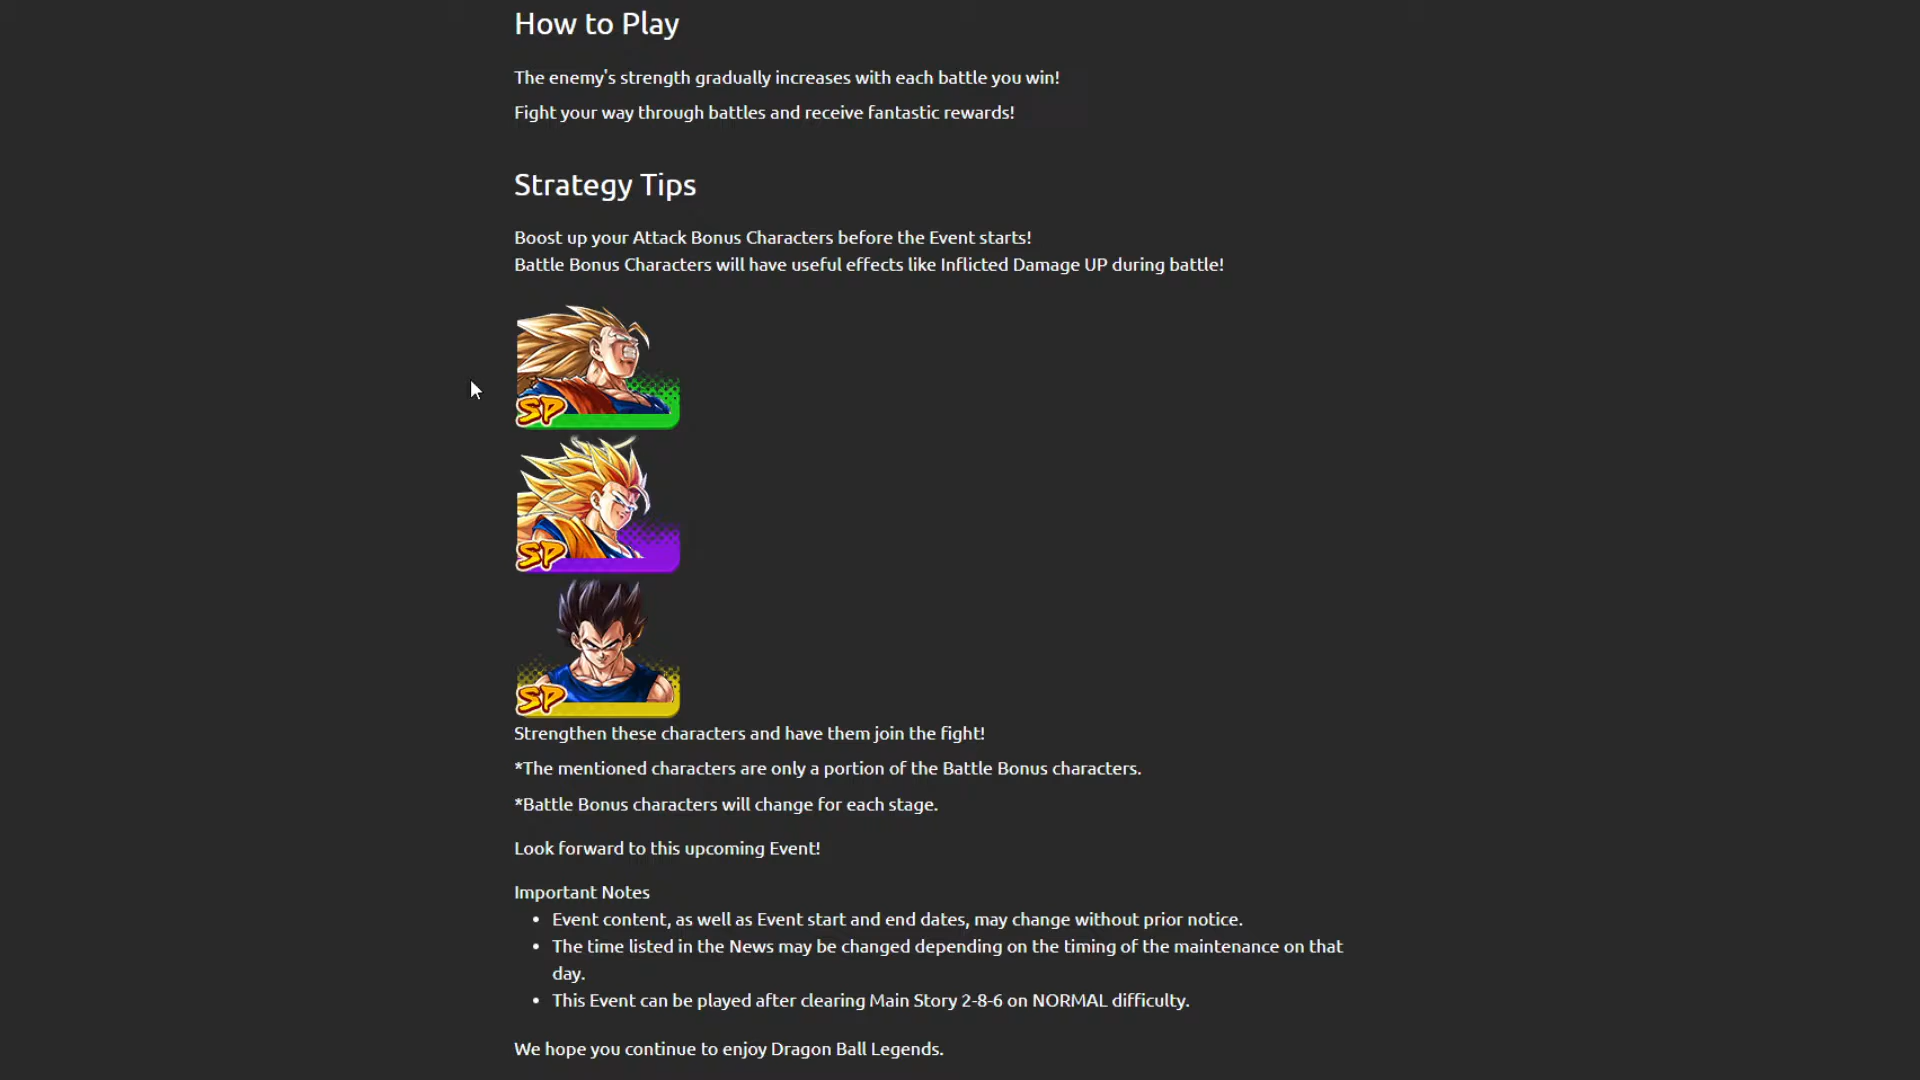 How to Play
The enemy's strength gradually increases with each battle you win!
Fight your way through battles and receive fantastic rewards!
Strategy Tips
Boost up your Attack Bonus Characters before the Event starts!
Battle Bonus Characters will have useful effects like Inflicted Damage UP during battle!
SP
SP
SP
Strengthen these characters and have them join the fight!
*The mentioned characters are only a portion of the Battle Bonus characters.
*Battle Bonus characters will change for each stage.
Look forward to this upcoming Event!
Important Notes
• Event content, as well as Event start and end dates, may change without prior notice.
• The time listed in the News may be changed depending on the timing of the maintenance on that
day.
• This Event can be played after clearing Main Story 2-8-6 on NORMAL difficulty.
We hope you continue to enjoy Dragon Ball Legends.